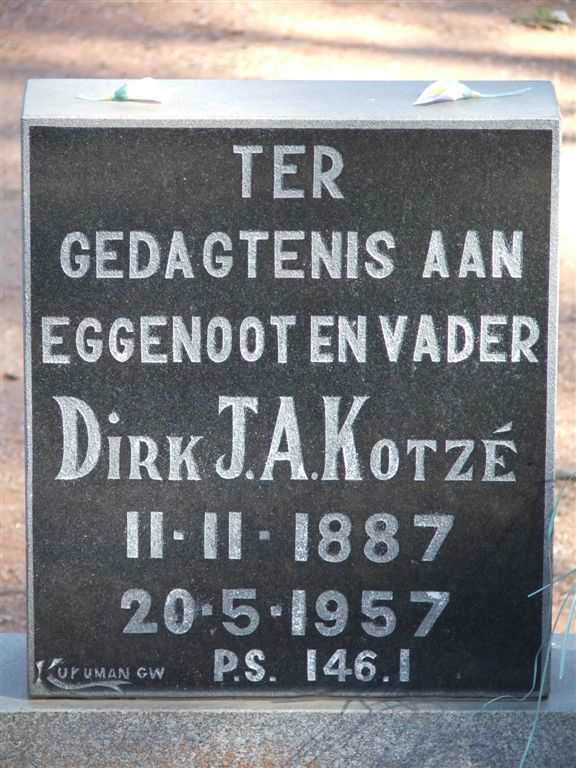 TER
GEDAGTENIS AAN
EGGENOOT EN VADER
DIRK J.A. KOTZÉ
11-11-1887
20-5-1957
P.S. 146.1
KURUMAN GW